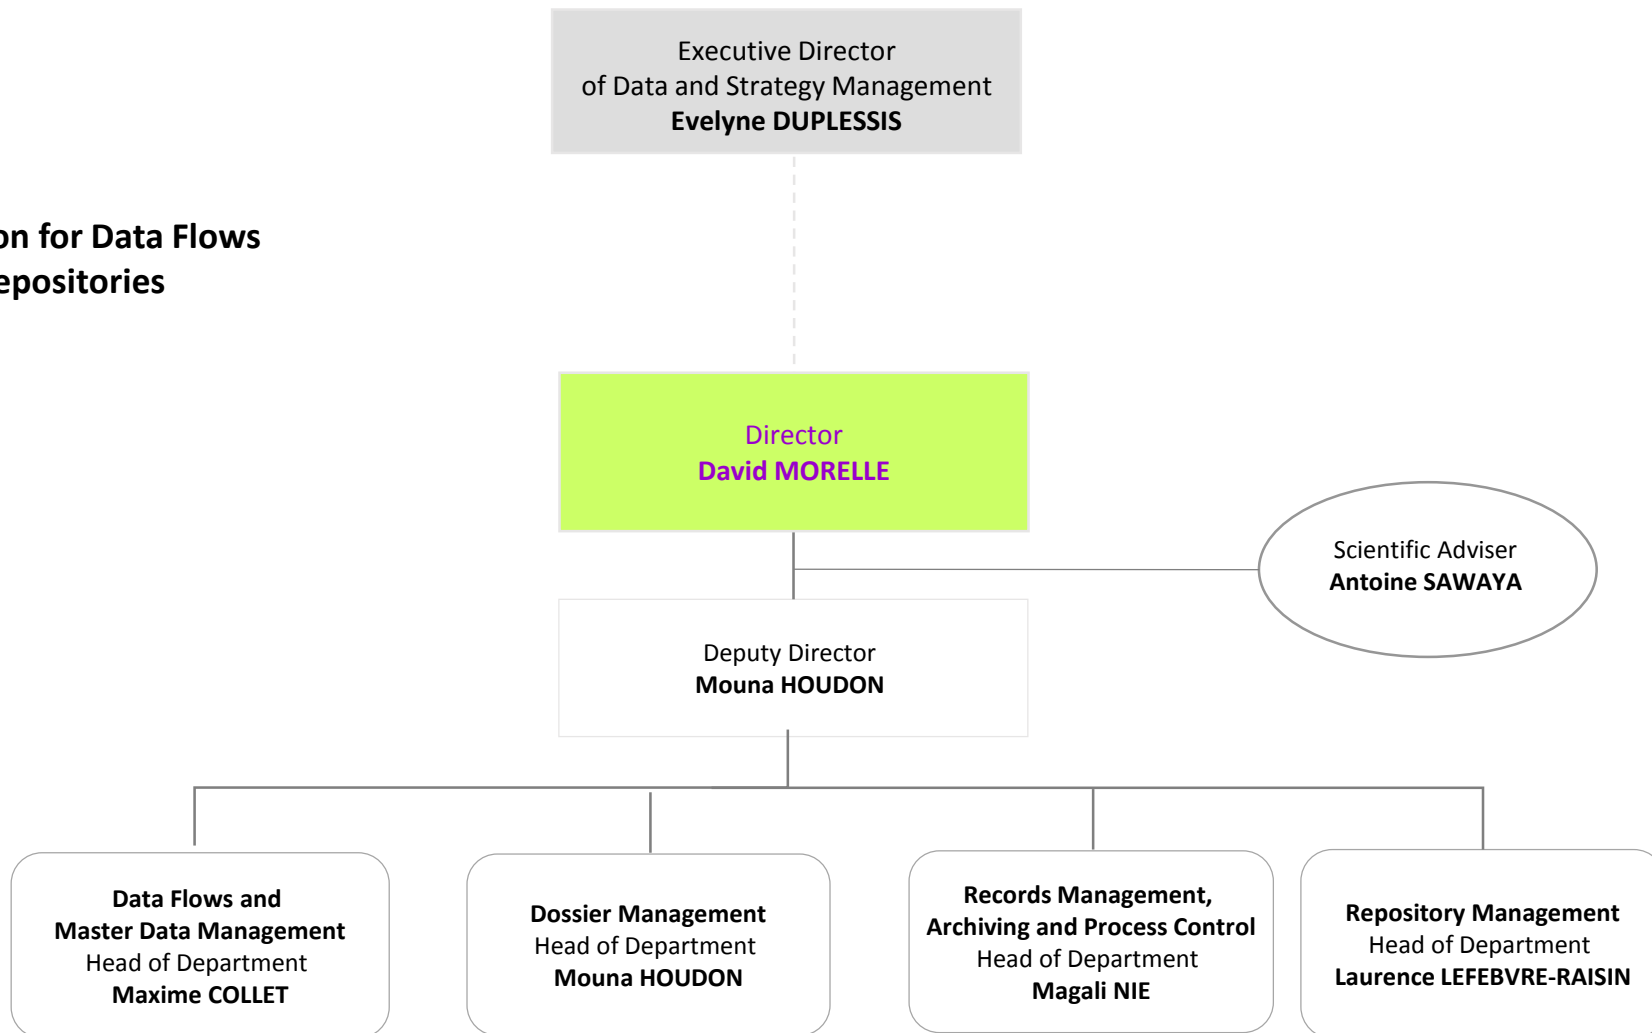 Executive Director
of Data and Strategy Management
Evelyne DUPLESSIS
on for Data Flows
epositories
Director
David MORELLE
Scientific Adviser
Antoine SAWAYA
Deputy Director
Mouna HOUDON
Data Flows and
Master Data Management
Head of Department
Maxime COLLET
Dossier Management
Head of Department
Mouna HOUDON
Records Management,
Archiving and Process Control
Head of Department
Magali NIE
Repository Management
Head of Department
Laurence LEFEBVRE-RAISIN